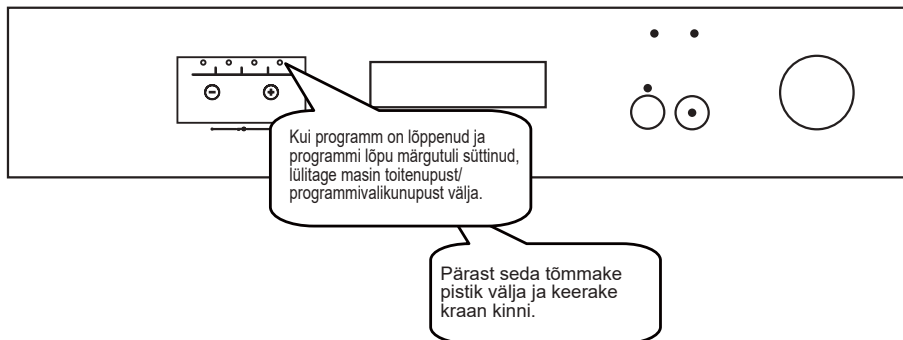 Kui programm on lõppenud ja
programmi lõpu märgutuli süttinud,
lülitage masin toitenupust/
programmivalikunupust välja.
Pärast seda tõmmake
pistik välja ja keerake
kraan kinni.